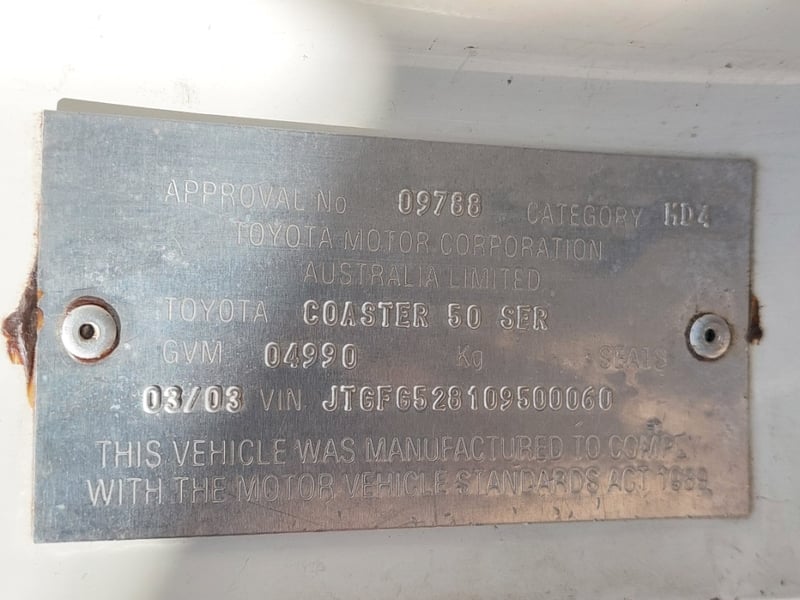 APPROVAL No 09788 CATEGORY MD4
TOYOTA MOTOR CORPORATION
AUSTRALIA LIMITED
TOYOTA COASTER 50 SER
GVM 04990 Kg SEATS
03/03 VIN JTGFG528109500060
THIS VEHICLE WAS MANUFACTURED TO COMPLY
WITH THE MOTOR VEHICLE STANDARDS ACT 1989